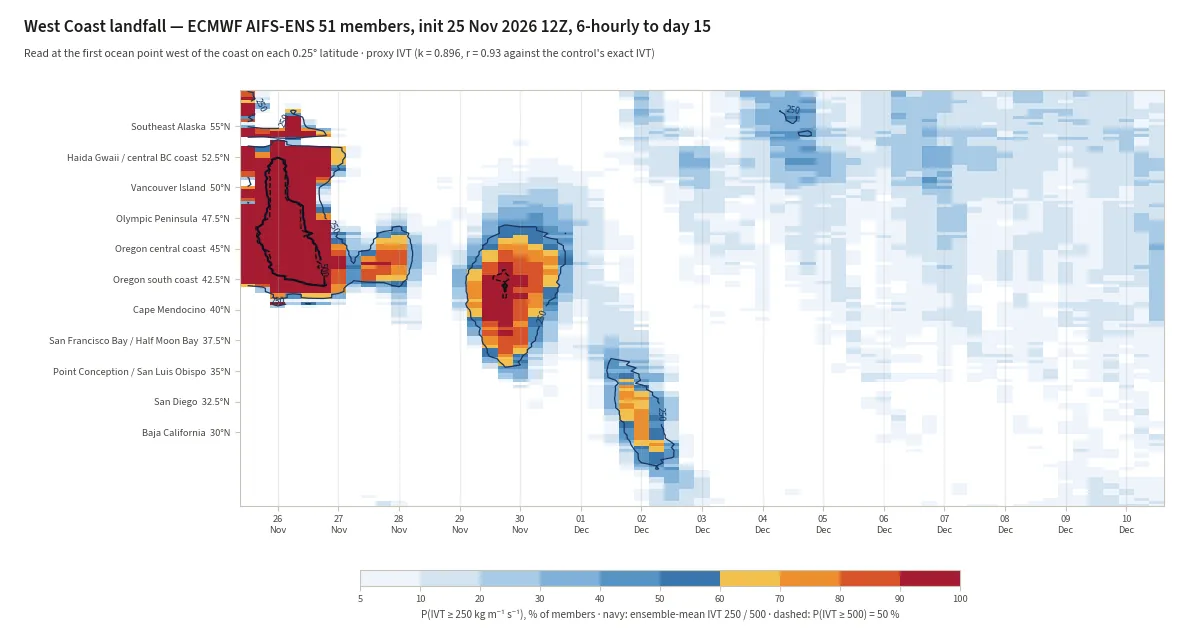 West Coast landfall — ECMWF AIFS-ENS 51 members, init 25 Nov 2026 12Z, 6-hourly to day 15
Read at the first ocean point west of the coast on each 0.25° latitude · proxy IVT (k = 0.896, r = 0.93 against the control's exact IVT)
Southeast Alaska 55°N
Haida Gwaii / central BC coast 52.5°N
Vancouver Island 50°N
Olympic Peninsula 47.5°N
Oregon central coast 45°N
Oregon south coast 42.5°N
Cape Mendocino 40°N
San Francisco Bay / Half Moon Bay 37.5°N
Point Conception / San Luis Obispo 35°N
San Diego 32.5°N
Baja California 30°N
250
250
250
26 27 28 29 30 01 02 03 04 05 06 07 08 09 10
Nov Nov Nov Nov Nov Dec Dec Dec Dec Dec Dec Dec Dec Dec Dec
5 10 20 30 40 50 60 70 80 90 100
P(IVT ≥ 250 kg m⁻¹ s⁻¹), % of members · navy: ensemble-mean IVT 250 / 500 · dashed: P(IVT ≥ 500) = 50 %